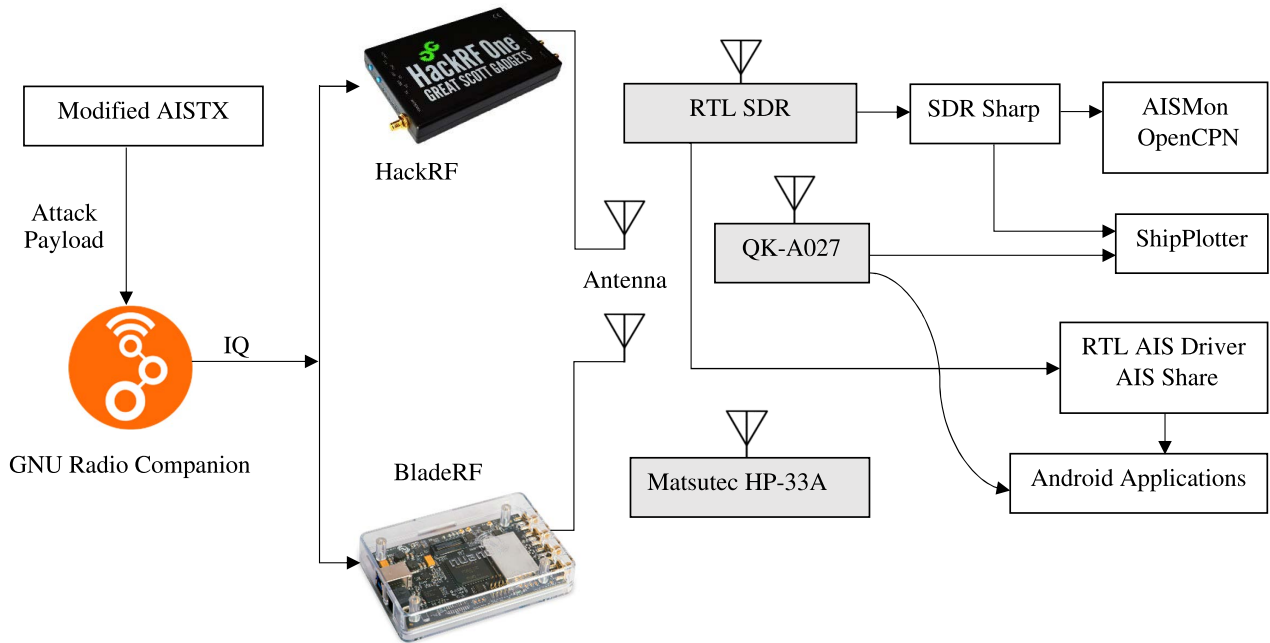 Modified AISTX
Attack
Payload
IQ
GNU Radio Companion
HackRF One
GREAT SCOTT GADGETS
HackRF
BladeRF
Antenna
RTL SDR
SDR Sharp
AISMon
OpenCPN
QK-A027
ShipPlotter
RTL AIS Driver
AIS Share
Matsutec HP-33A
Android Applications